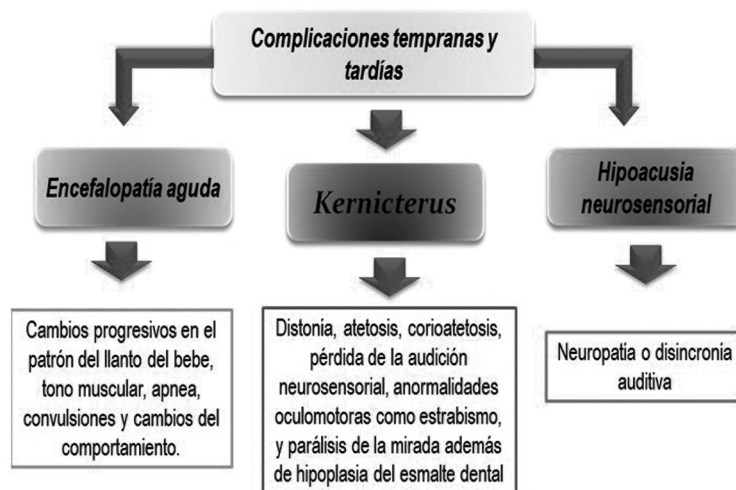 Complicaciones tempranas y
tardías
Encefalopatía aguda
Kernicterus
Hipoacusia
neurosensorial
Cambios progresivos en el
patrón del llanto del bebe,
tono muscular, apnea,
convulsiones y cambios del
comportamiento.
Distonía, atetosis, corioatetosis,
pérdida de la audición
neurosensorial, anormalidades
oculomotoras como estrabismo,
y parálisis de la mirada además
de hipoplasia del esmalte dental
Neuropatia o disincronía
auditiva